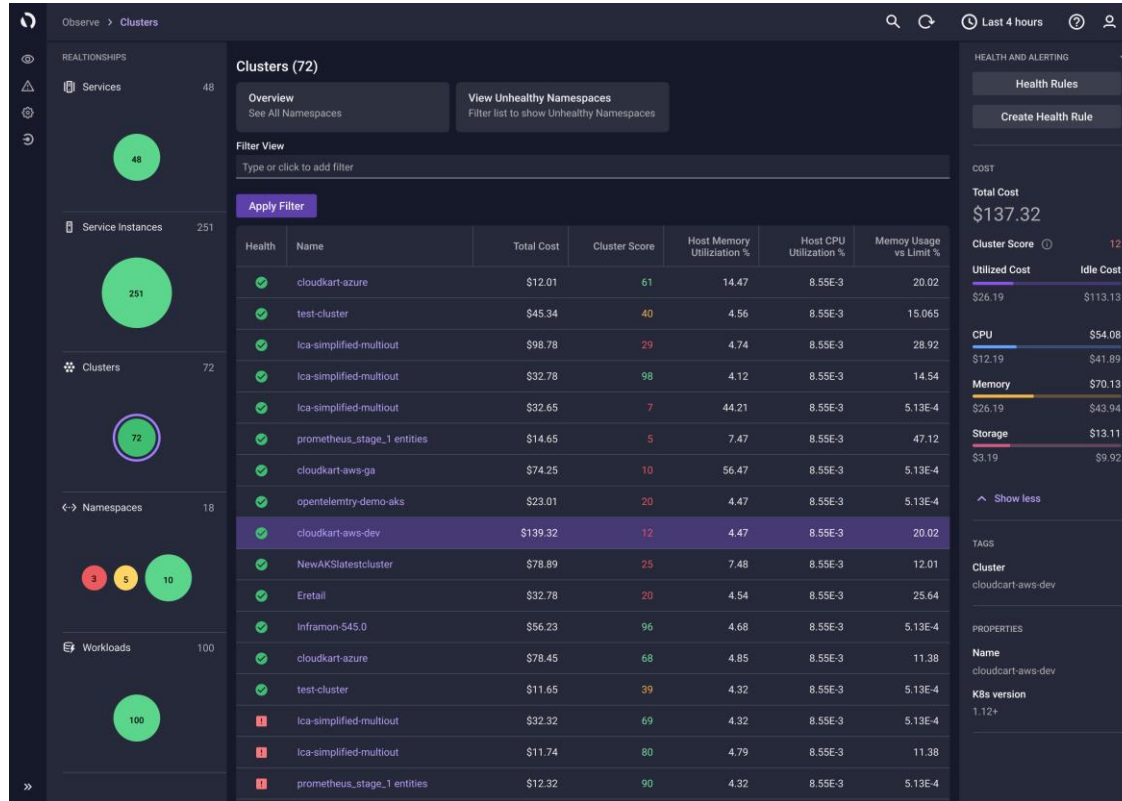 Observe > Clusters
Last 4 hours
REALTIONSHIPS
Services 48
48
Service Instances 251
251
Clusters 72
72
Namespaces 18
3 5 10
Workloads 100
100
Clusters (72)
Overview
See All Namespaces
View Unhealthy Namespaces
Filter list to show Unhealthy Namespaces
Filter View
Type or click to add filter
Apply Filter
Health Name Total Cost Cluster Score Host Memory Utiliziation % Host CPU Utilization % Memoy Usage vs Limit %
cloudkart-azure $12.01 61 14.47 8.55E-3 20.02
test-cluster $45.34 40 4.56 8.55E-3 15.065
lca-simplified-multiout $98.78 29 4.74 8.55E-3 28.92
lca-simplified-multiout $32.78 98 4.12 8.55E-3 14.54
lca-simplified-multiout $32.65 7 44.21 8.55E-3 5.13E-4
prometheus_stage_1 entities $14.65 5 7.47 8.55E-3 47.12
cloudkart-aws-ga $74.25 10 56.47 8.55E-3 5.13E-4
opentelemtry-demo-aks $23.01 20 4.47 8.55E-3 5.13E-4
cloudkart-aws-dev $139.32 12 4.47 8.55E-3 20.02
NewAKSlatestcluster $78.89 25 7.48 8.55E-3 12.01
Eretail $32.78 20 4.54 8.55E-3 25.64
Inframon-545.0 $56.23 96 4.68 8.55E-3 5.13E-4
cloudkart-azure $78.45 68 4.85 8.55E-3 11.38
test-cluster $11.65 39 4.32 8.55E-3 5.13E-4
lca-simplified-multiout $32.32 69 4.32 8.55E-3 5.13E-4
lca-simplified-multiout $11.74 80 4.79 8.55E-3 11.38
prometheus_stage_1 entities $12.32 90 4.32 8.55E-3 5.13E-4
HEALTH AND ALERTING
Health Rules
Create Health Rule
COST
Total Cost
$137.32
Cluster Score 12
Utilized Cost Idle Cost
$26.19 $113.13
CPU $54.08
$12.19 $41.89
Memory $70.13
$26.19 $43.94
Storage $13.11
$3.19 $9.92
Show less
TAGS
Cluster
cloudcart-aws-dev
PROPERTIES
Name
cloudcart-aws-dev
K8s version
1.12+